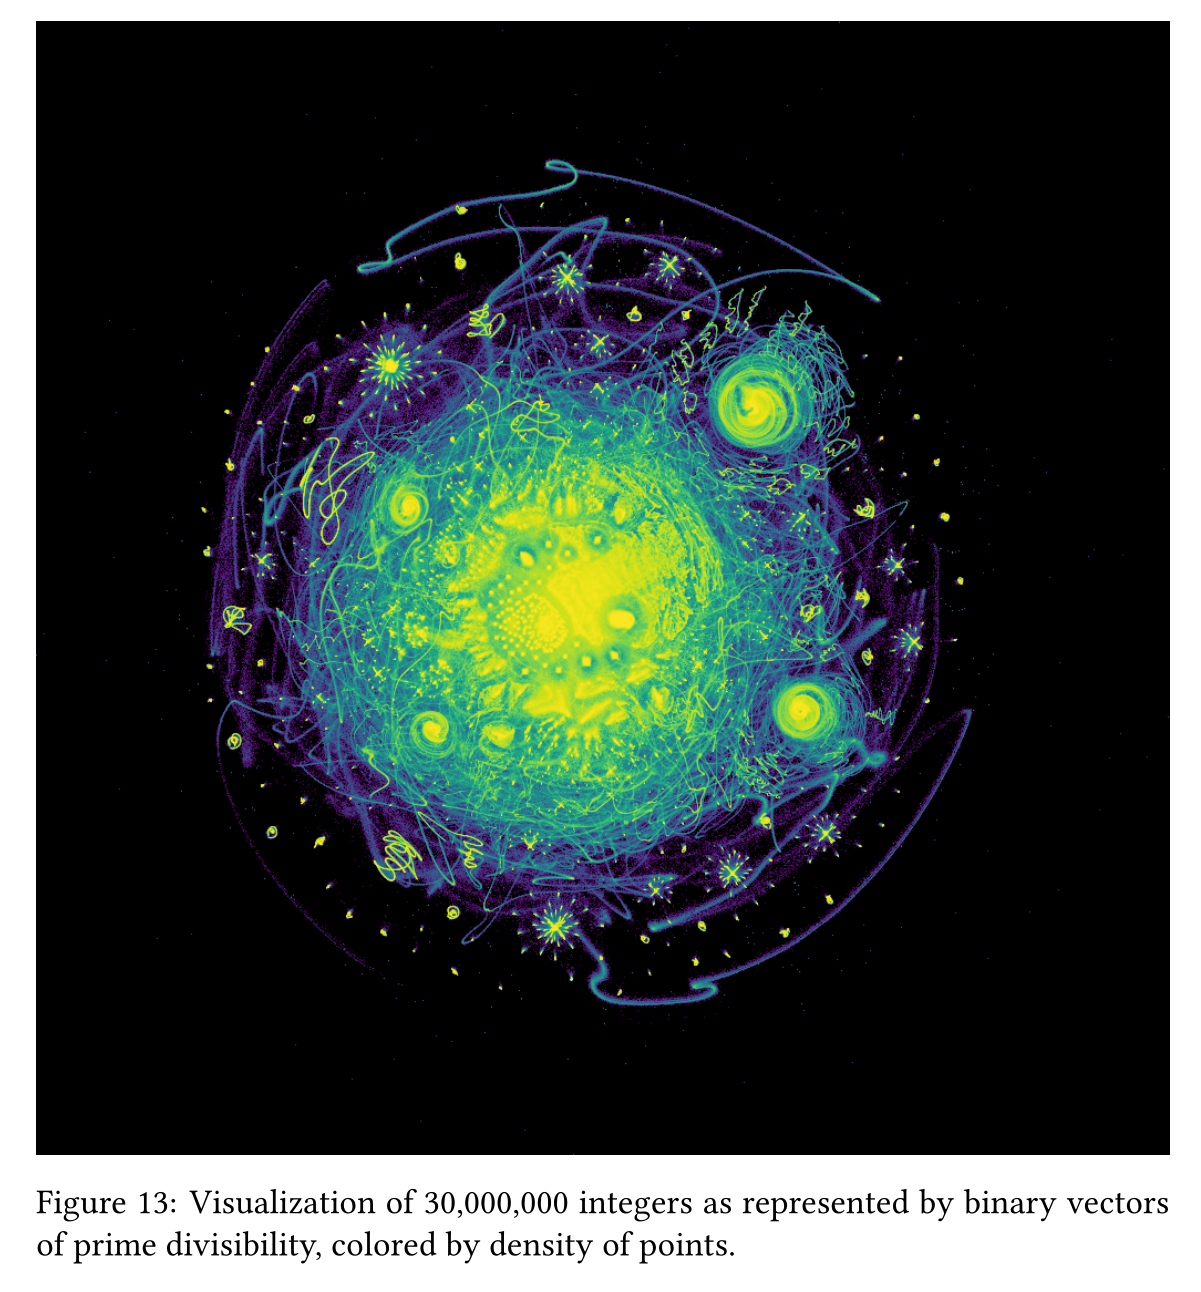 Figure 13: Visualization of 30,000,000 integers as represented by binary vectors
of prime divisibility, colored by density of points.